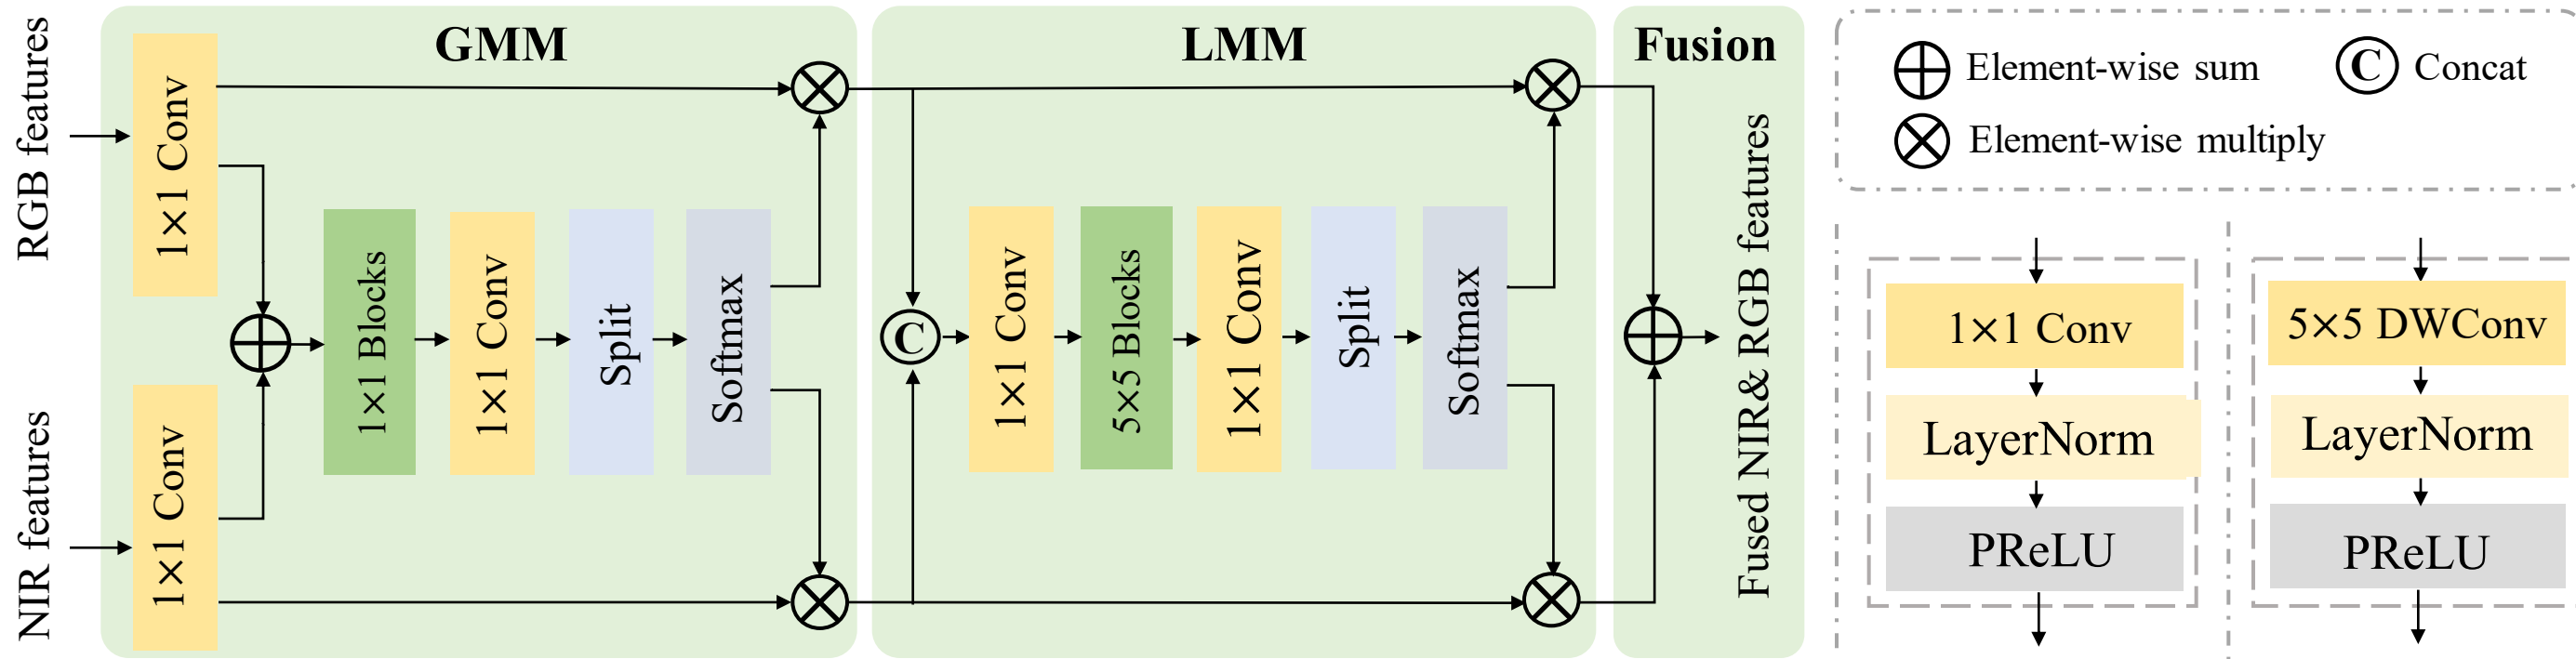 RGB features
NIR features
GMM
1×1 Conv
1×1 Conv
1×1 Blocks
1×1 Conv
Split
Softmax
LMM
C
1×1 Conv
5×5 Blocks
1×1 Conv
Split
Softmax
Fusion
Fused NIR& RGB features
Element-wise sum
C Concat
Element-wise multiply
1×1 Conv
LayerNorm
PReLU
5×5 DWConv
LayerNorm
PReLU